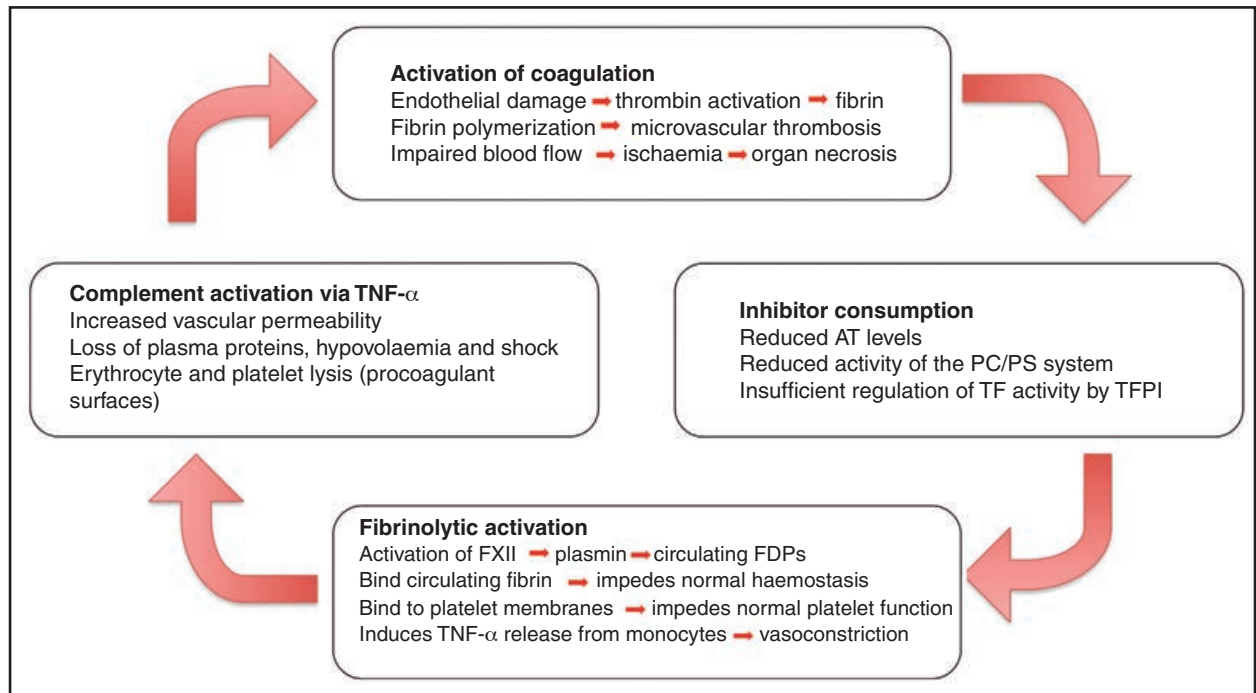 Activation of coagulation
Endothelial damage ➡ thrombin activation ➡ fibrin
Fibrin polymerization ➡ microvascular thrombosis
Impaired blood flow ➡ ischaemia ➡ organ necrosis
Inhibitor consumption
Reduced AT levels
Reduced activity of the PC/PS system
Insufficient regulation of TF activity by TFPI
Fibrinolytic activation
Activation of FXII ➡ plasmin ➡ circulating FDPs
Bind circulating fibrin ➡ impedes normal haemostasis
Bind to platelet membranes ➡ impedes normal platelet function
Induces TNF-α release from monocytes ➡ vasoconstriction
Complement activation via TNF-α
Increased vascular permeability
Loss of plasma proteins, hypovolaemia and shock
Erythrocyte and platelet lysis (procoagulant
surfaces)